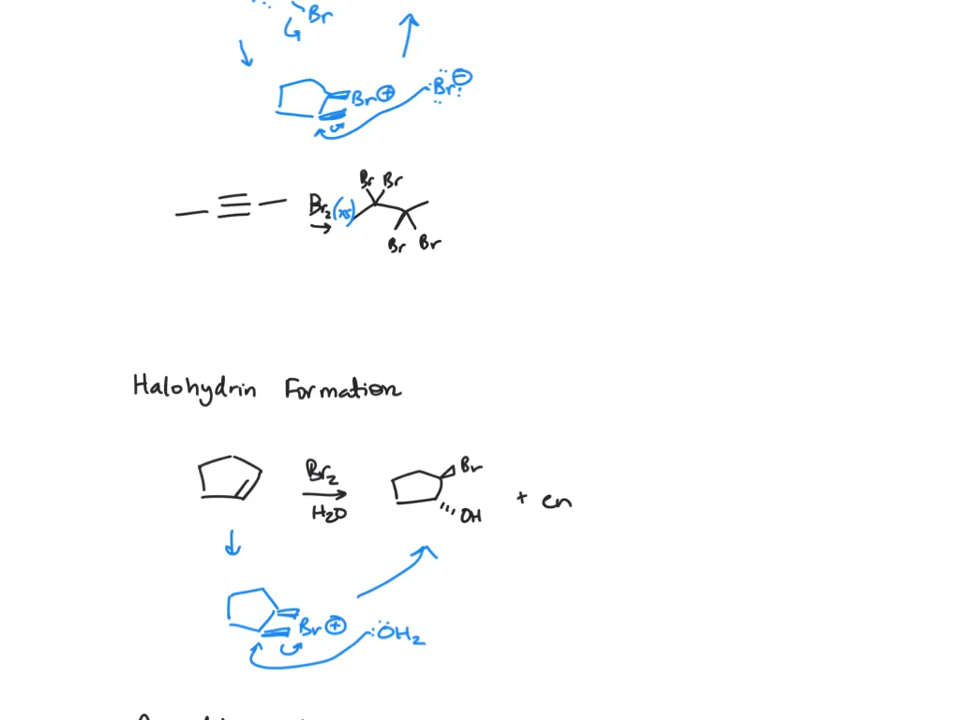 Br
Br⊕ :Br:⊖
Br Br
Br₂(xs)
Br Br
Halohydrin Formation
Br₂ Br
H₂O OH + en
Br⊕ :ÖH₂